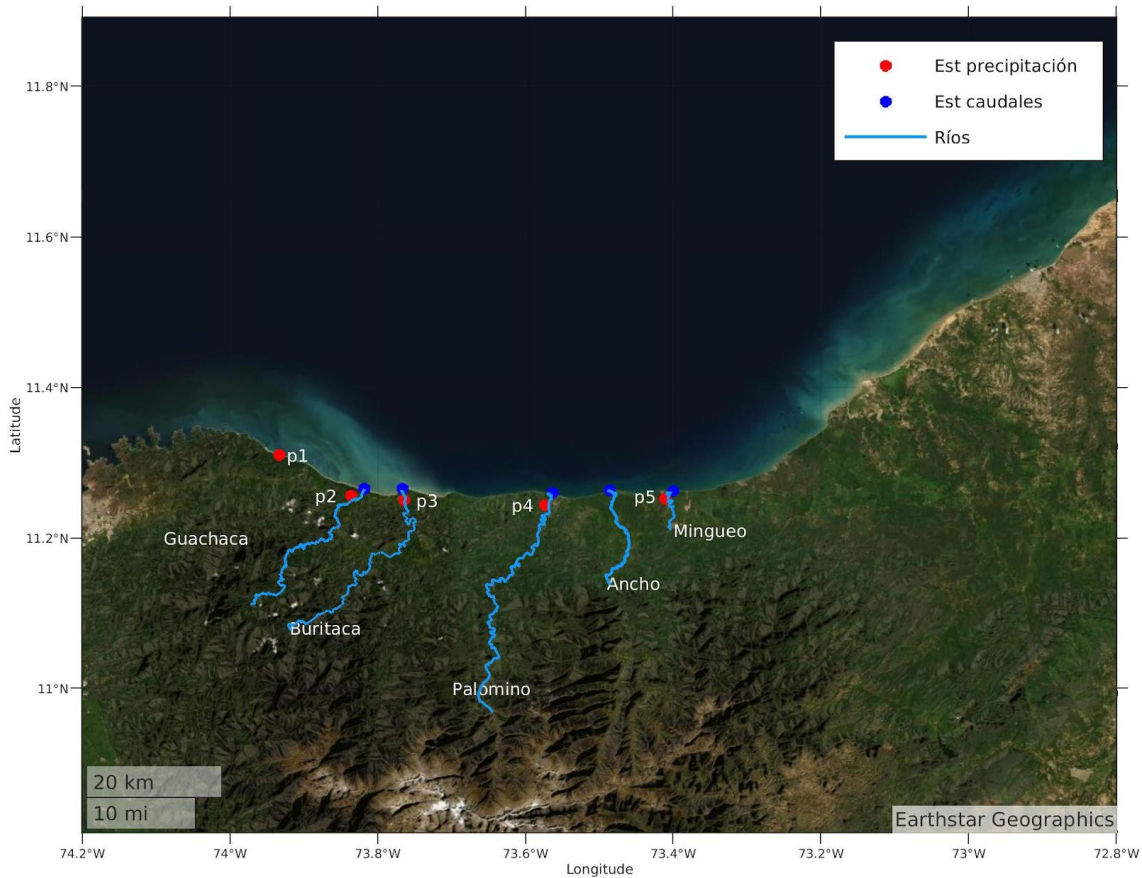 Est precipitación
Est caudales
Ríos
11.8°N
11.6°N
11.4°N
11.2°N
11°N
Latitude
p1
p2
p3
p4
p5
Guachaca
Mingueo
Ancho
Buritaca
Palomino
20 km
10 mi
Earthstar Geographics
74.2°W
74°W
73.8°W
73.6°W
73.4°W
73.2°W
73°W
72.8°W
Longitude